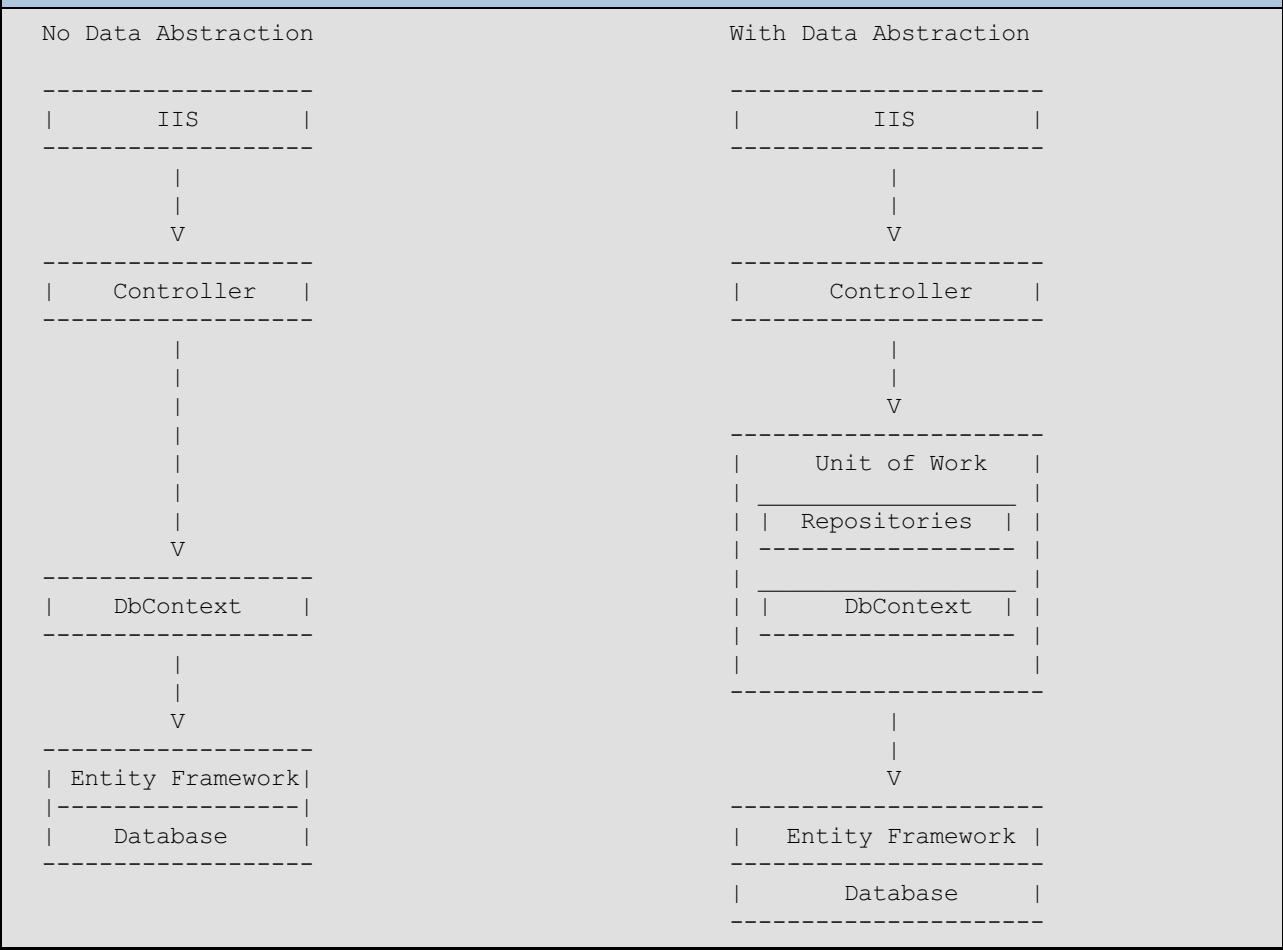 No Data Abstraction With Data Abstraction
IIS IIS
Controller Controller
Unit of Work
Repositories
DbContext DbContext
Entity Framework Entity Framework
Database Database